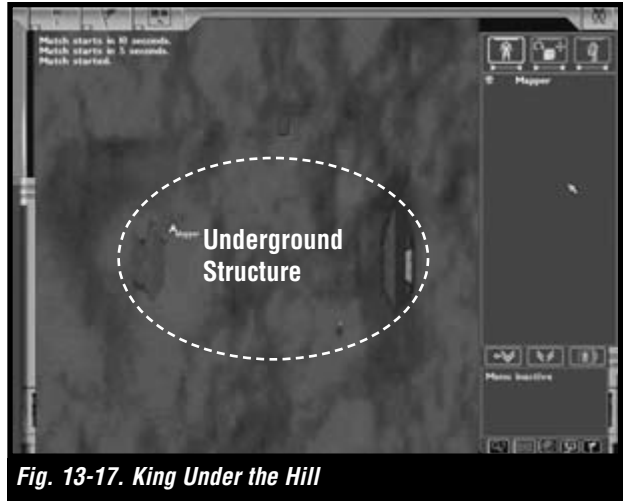 Match starts in 10 seconds.
Match starts in 5 seconds.
Match started.
Mapper
Mapper
Underground
Structure
Menu inactive
Fig. 13-17. King Under the Hill